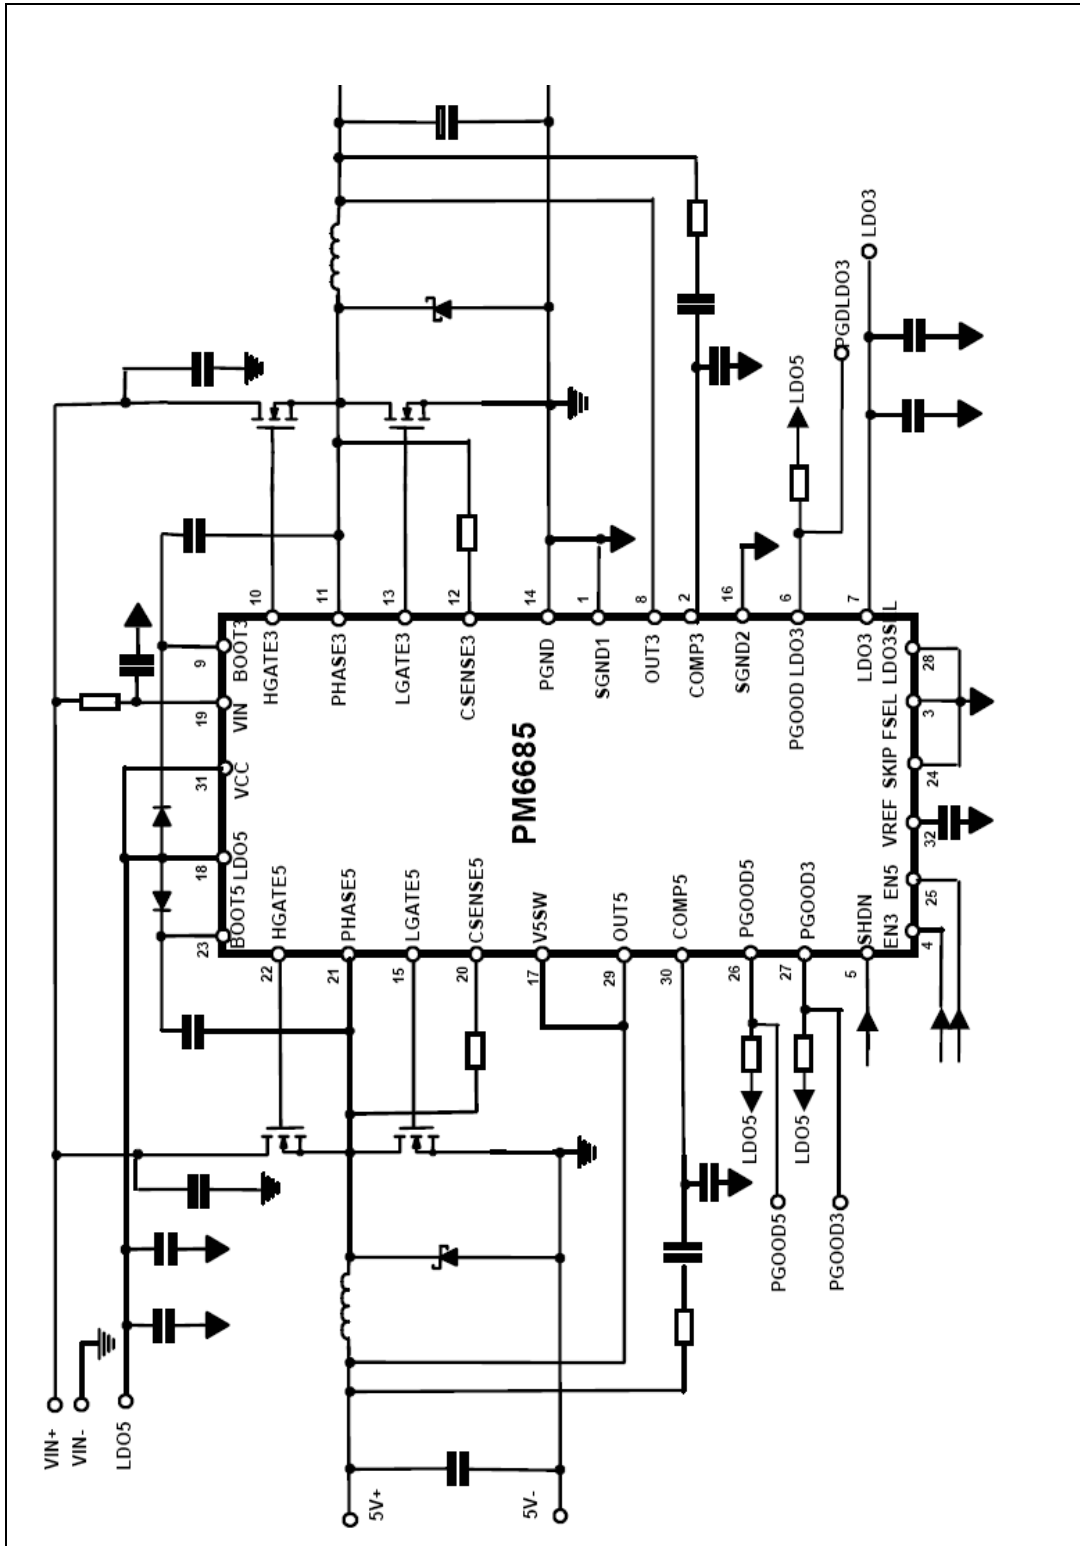 VIN+
VIN-
LDO5
5V+
5V-
PM6685
23
BOOT5
18
LDO5
31
VCC
19
VIN
9
BOOT3
22
HGATE5
21
PHASE5
15
LGATE5
20
CSENSE5
17
V5SW
29
OUT5
30
COMP5
26
PGOOD5
27
PGOOD3
5
SHDN
10
HGATE3
11
PHASE3
13
LGATE3
12
CSENSE3
14
PGND
1
SGND1
8
OUT3
2
COMP3
16
SGND2
6
PGOOD LDO3
7
LDO3
4
EN3
25
EN5
32
VREF
24
SKIP
3
FSEL
28
LDO3SEL
LDO5
LDO5
PGOOD5
PGOOD3
LDO5
PGDLDO3
LDO3